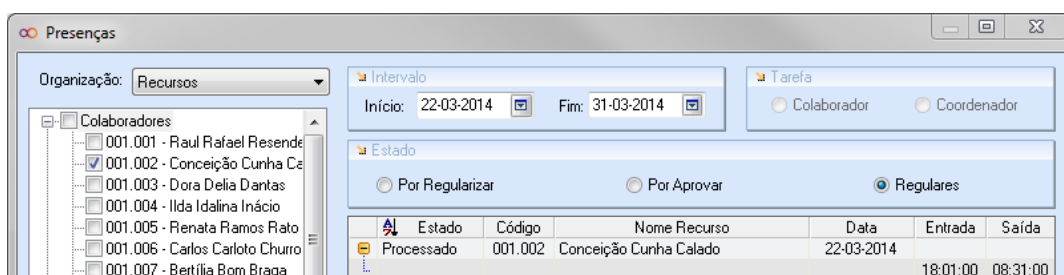 Presenças
Organização: Recursos
Colaboradores
001.001 - Raul Rafael Resende
001.002 - Conceição Cunha Ca
001.003 - Dora Delia Dantas
001.004 - Ilda Idalina Inácio
001.005 - Renata Ramos Rato
001.006 - Carlos Carloto Churro
001.007 - Bertília Bom Braga
Intervalo
Início: 22-03-2014 Fim: 31-03-2014
Tarefa
Colaborador Coordenador
Estado
Por Regularizar Por Aprovar Regulares
Estado Código Nome Recurso Data Entrada Saída
Processado 001.002 Conceição Cunha Calado 22-03-2014
18:01:00 08:31:00